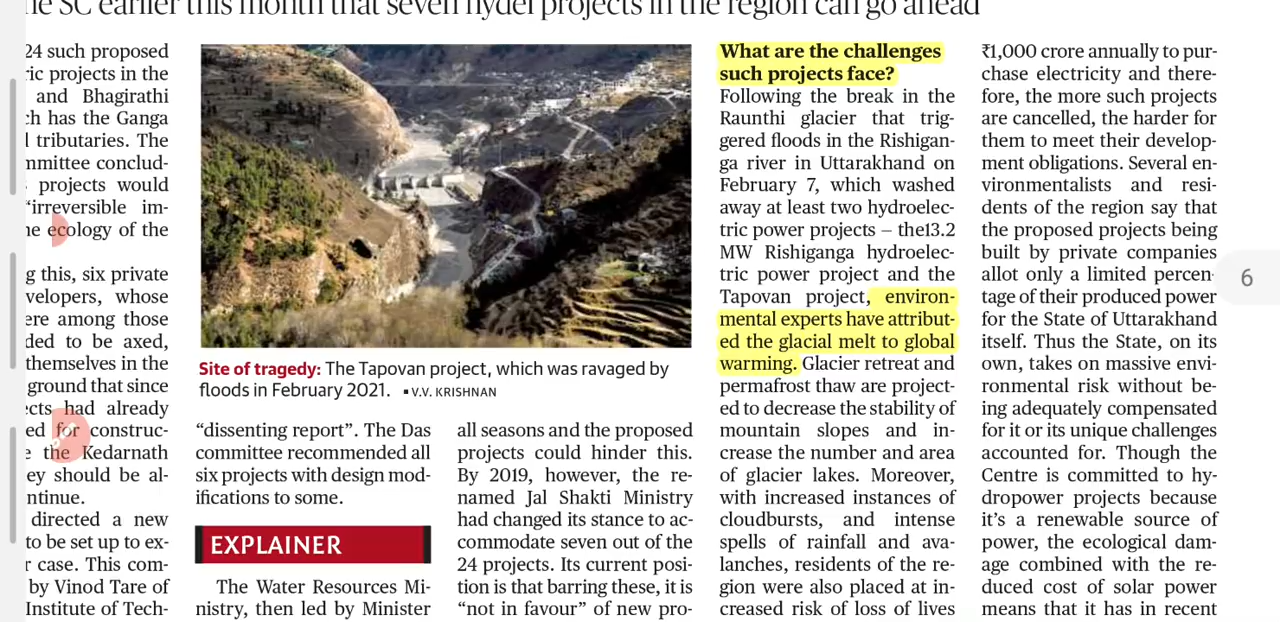 he SC earlier this month that seven hydel projects in the region can go ahead
24 such proposed
ric projects in the
and Bhagirathi
ch has the Ganga
l tributaries. The
mmittee conclud-
projects would
“irreversible im-
ne ecology of the
g this, six private
velopers, whose
ere among those
ded to be axed,
themselves in the
ground that since
ects had already
ed for construc-
e the Kedarnath
ey should be al-
ntinue.
directed a new
to be set up to ex-
r case. This com-
by Vinod Tare of
Institute of Tech-
Site of tragedy: The Tapovan project, which was ravaged by
floods in February 2021. ▪ V.V. KRISHNAN
“dissenting report”. The Das
committee recommended all
six projects with design mod-
ifications to some.
EXPLAINER
The Water Resources Mi-
nistry, then led by Minister
all seasons and the proposed
projects could hinder this.
By 2019, however, the re-
named Jal Shakti Ministry
had changed its stance to ac-
commodate seven out of the
24 projects. Its current posi-
tion is that barring these, it is
“not in favour” of new pro-
What are the challenges
such projects face?
Following the break in the
Raunthi glacier that trig-
gered floods in the Rishigan-
ga river in Uttarakhand on
February 7, which washed
away at least two hydroelec-
tric power projects — the13.2
MW Rishiganga hydroelec-
tric power project and the
Tapovan project, environ-
mental experts have attribut-
ed the glacial melt to global
warming. Glacier retreat and
permafrost thaw are project-
ed to decrease the stability of
mountain slopes and in-
crease the number and area
of glacier lakes. Moreover,
with increased instances of
cloudbursts, and intense
spells of rainfall and ava-
lanches, residents of the re-
gion were also placed at in-
creased risk of loss of lives
₹1,000 crore annually to pur-
chase electricity and there-
fore, the more such projects
are cancelled, the harder for
them to meet their develop-
ment obligations. Several en-
vironmentalists and resi-
dents of the region say that
the proposed projects being
built by private companies
allot only a limited percen-
tage of their produced power
for the State of Uttarakhand
itself. Thus the State, on its
own, takes on massive envi-
ronmental risk without be-
ing adequately compensated
for it or its unique challenges
accounted for. Though the
Centre is committed to hy-
dropower projects because
it’s a renewable source of
power, the ecological dam-
age combined with the re-
duced cost of solar power
means that it has in recent
6